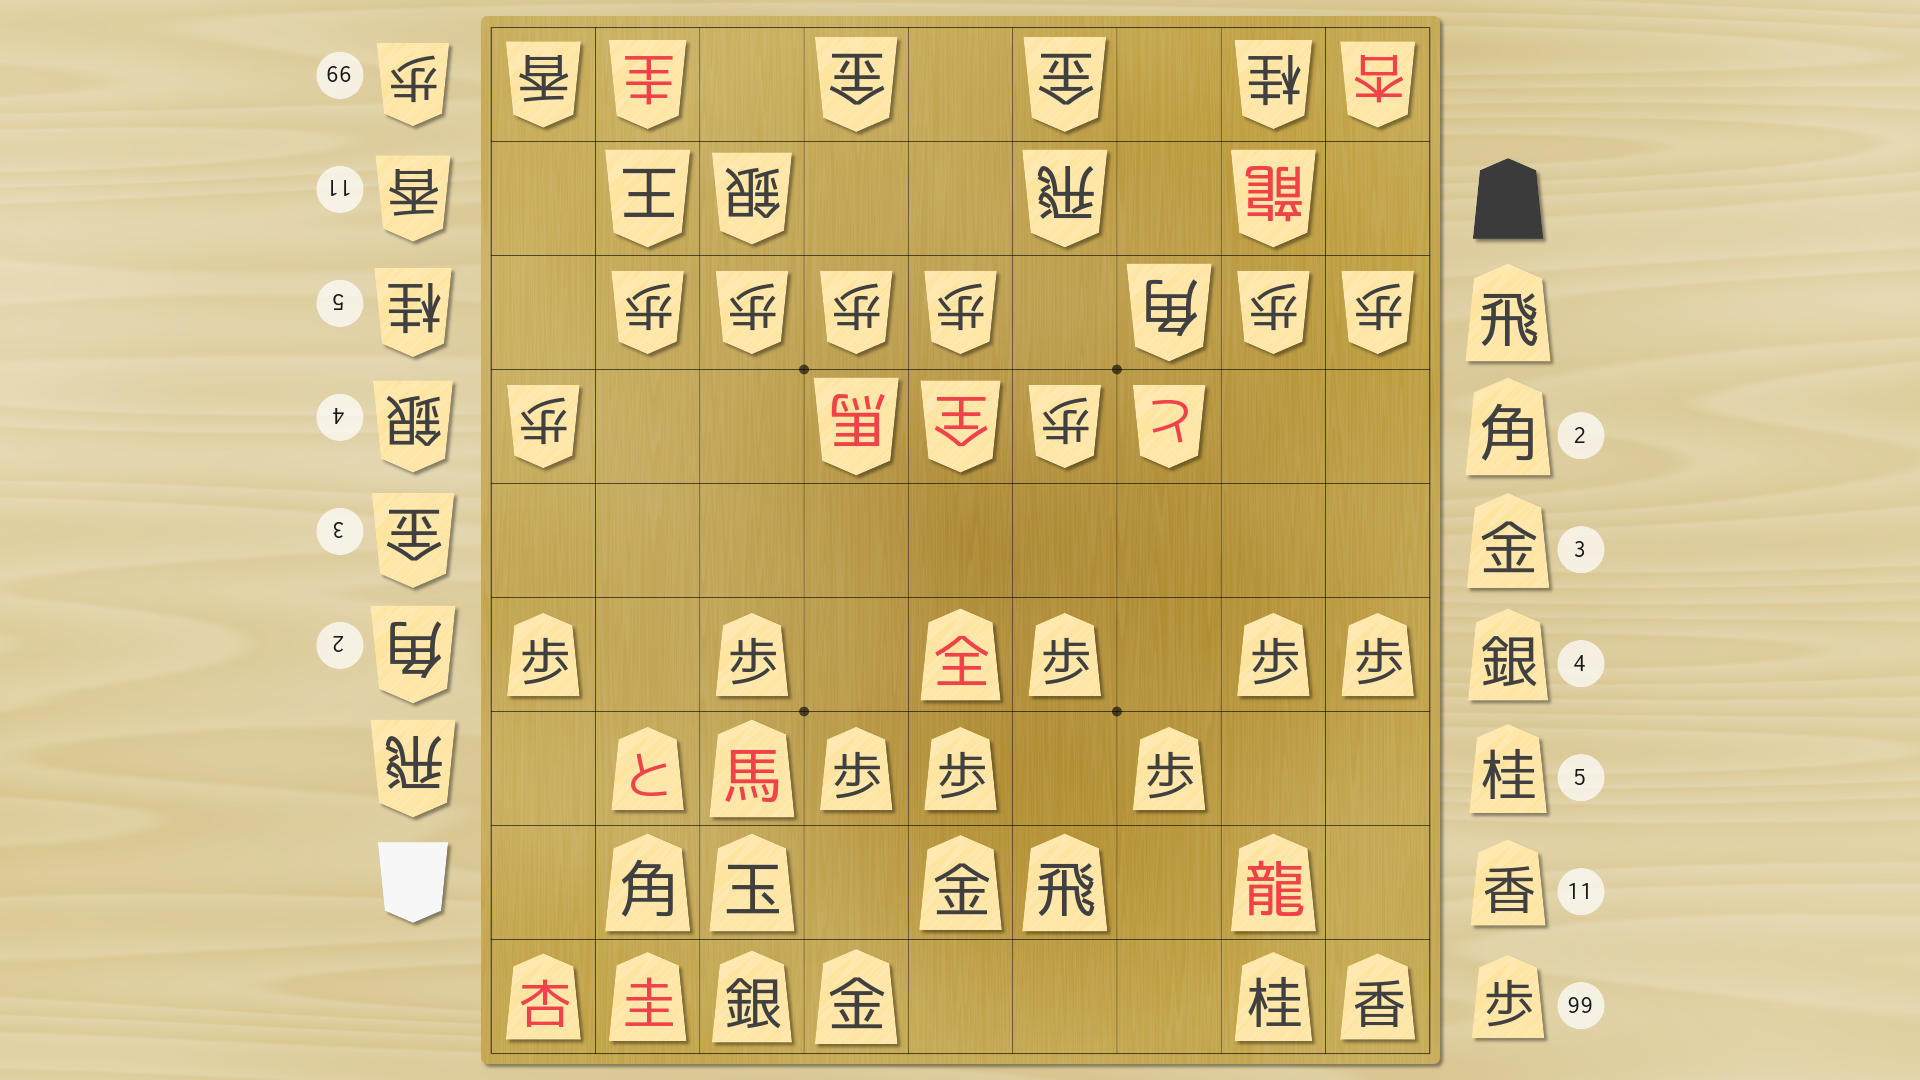 99 歩 香 圭 金 金 桂 杏
11 香 王 銀 飛 龍
5 桂 歩 歩 歩 歩 角 歩 歩 飛
4 銀 歩 馬 全 歩 と 角 2
3 金 金 3
2 角 歩 歩 全 歩 歩 歩 銀 4
飛 と 馬 歩 歩 歩 桂 5
角 玉 金 飛 龍 香 11
杏 圭 銀 金 桂 香 歩 99